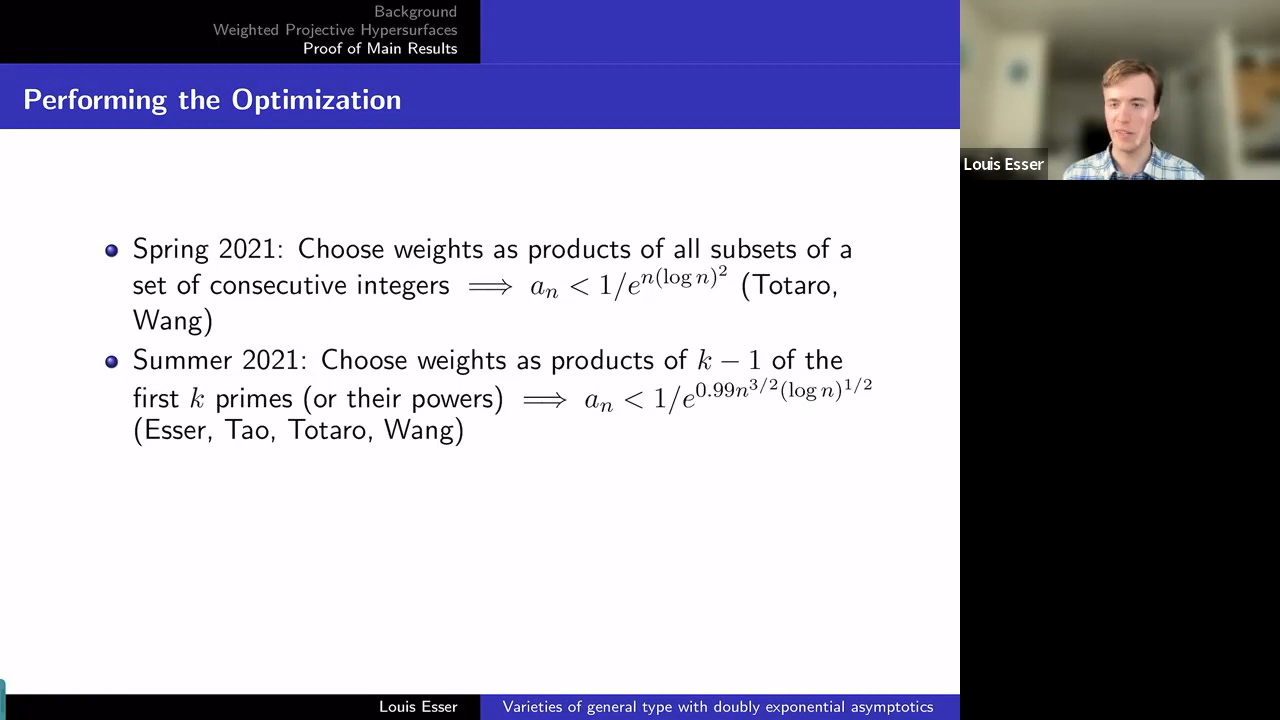 Background
Weighted Projective Hypersurfaces
Proof of Main Results
Performing the Optimization
Spring 2021: Choose weights as products of all subsets of a
set of consecutive integers ⟹ aₙ < 1/e^{n(log n)^2} (Totaro,
Wang)
Summer 2021: Choose weights as products of k − 1 of the
first k primes (or their powers) ⟹ aₙ < 1/e^{0.99n^{3/2}(log n)^{1/2}}
(Esser, Tao, Totaro, Wang)
Louis Esser
Varieties of general type with doubly exponential asymptotics
Louis Esser